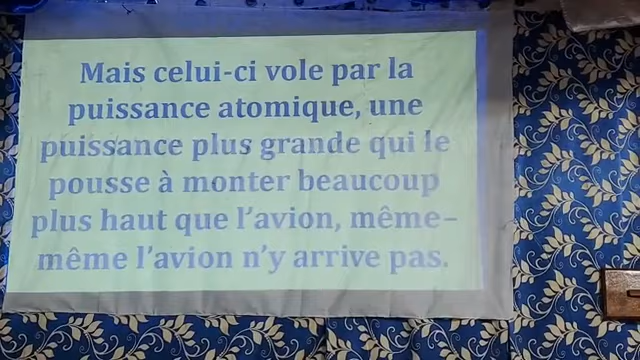 Mais celui-ci vole par la
puissance atomique, une
puissance plus grande qui le
pousse à monter beaucoup
plus haut que l'avion, même–
même l'avion n'y arrive pas.